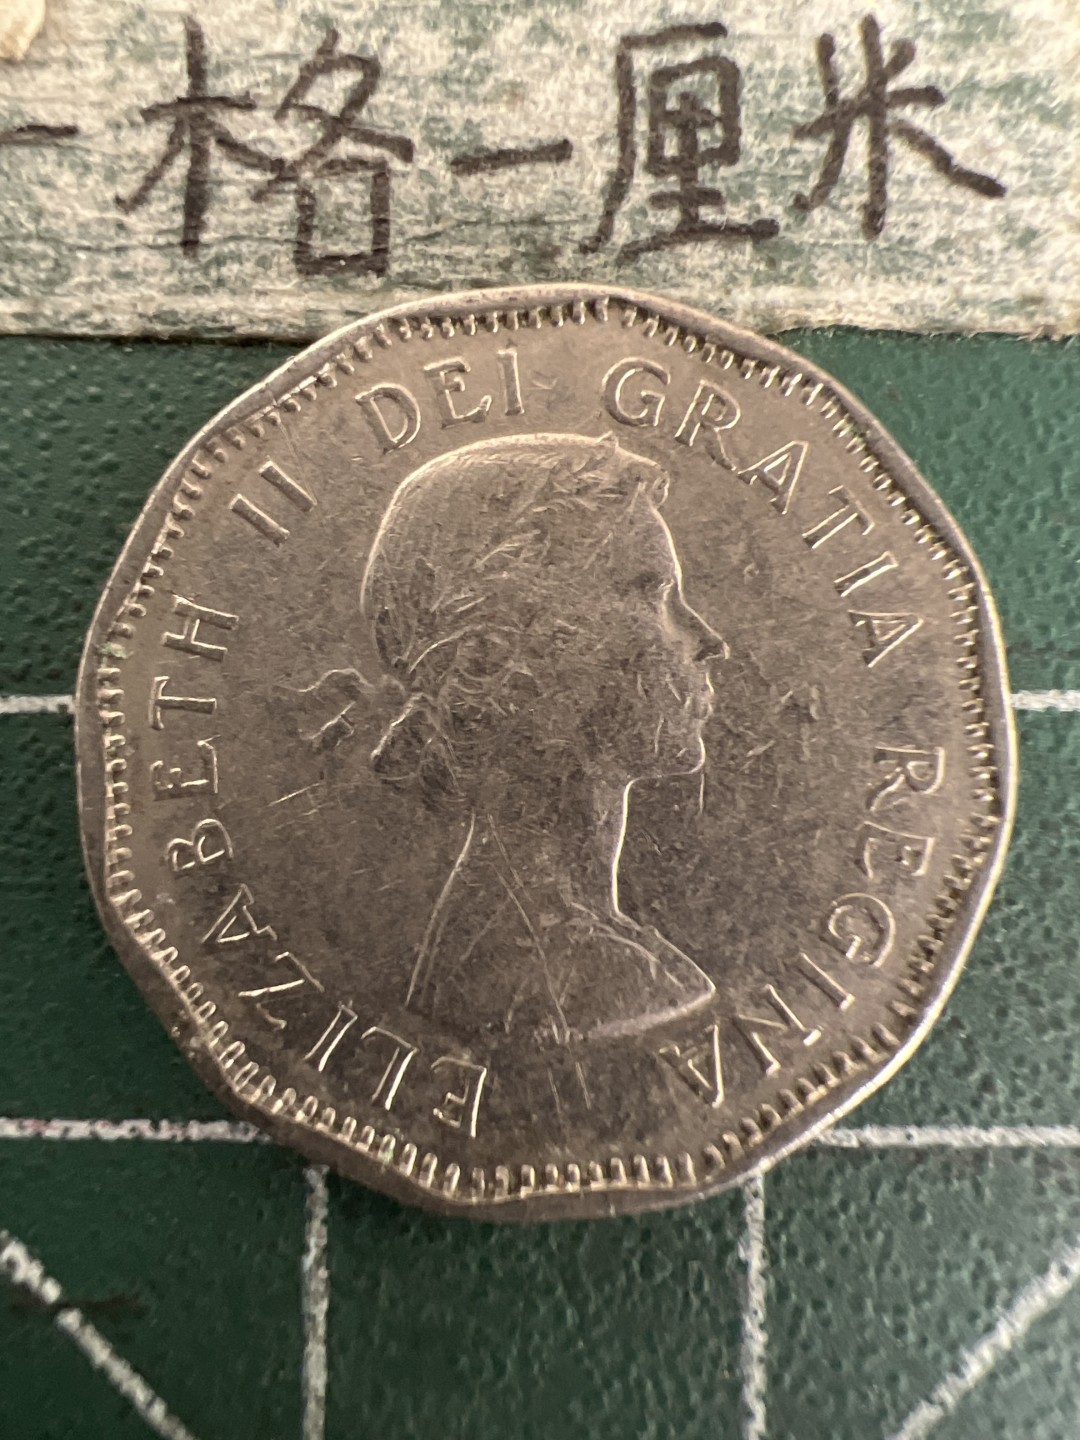 一格一厘米
ELIZABETH II DEI GRATIA REGINA